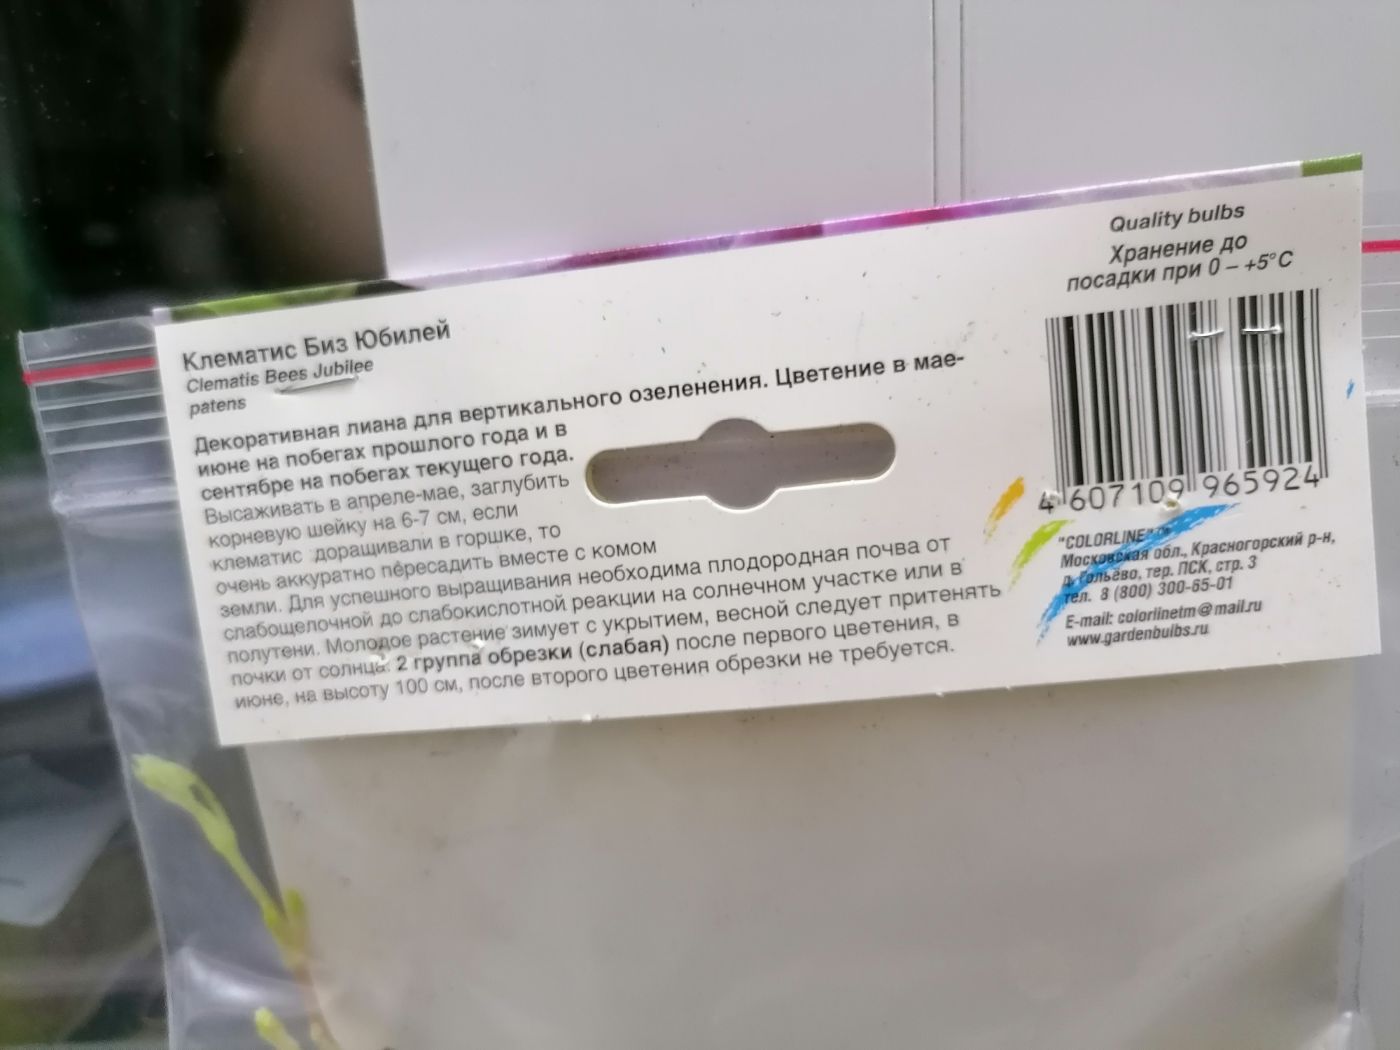 Клематис Биз Юбилей
Clematis Bees Jubilee
patens
Декоративная лиана для вертикального озеленения. Цветение в мае-
июне на побегах прошлого года и в
сентябре на побегах текущего года.
Высаживать в апреле-мае, заглубить
корневую шейку на 6-7 см, если
клематис доращивали в горшке, то
очень аккуратно пересадить вместе с комом
земли. Для успешного выращивания необходима плодородная почва от
слабощелочной до слабокислотной реакции на солнечном участке или в
полутени. Молодое растение зимует с укрытием, весной следует притенять
почки от солнца. 2 группа обрезки (слабая) после первого цветения, в
июне, на высоту 100 см, после второго цветения обрезки не требуется.
Quality bulbs
Хранение до
посадки при 0 – +5°C
4 607109 965924
"COLORLINE"
Московская обл., Красногорский р-н,
д. Гольёво, тер. ПСК, стр. 3
тел. 8 (800) 300-65-01
E-mail: colorlinetm@mail.ru
www.gardenbulbs.ru